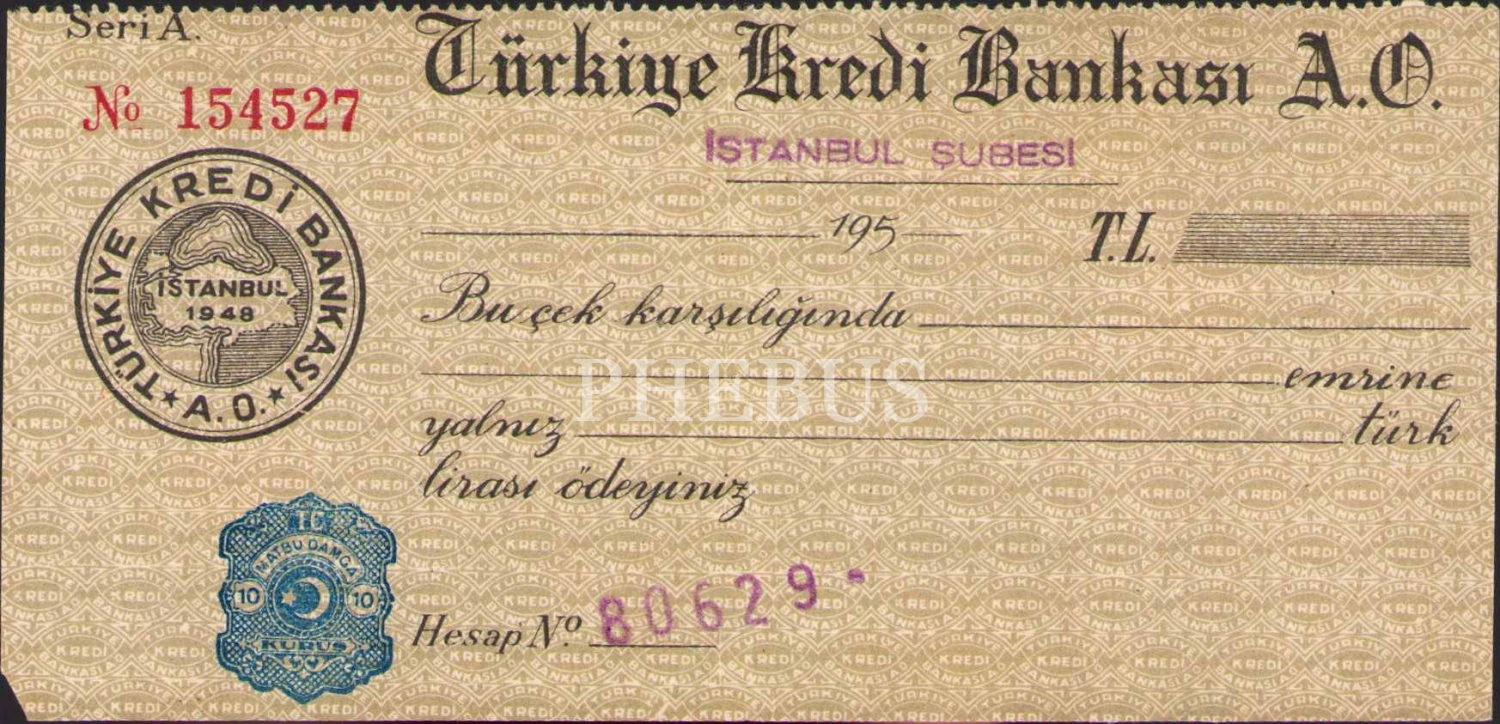 Seri A.
Türkiye Kredi Bankası A.O.
No 154527
İSTANBUL ŞUBESİ
195
T.L.
TÜRKİYE KREDİ BANKASI
A.O.
İSTANBUL
1948
Bu çek karşılığında
emrine
PHEBUS
yalnız türk
lirası ödeyiniz
TC
MATBU DAMGA
10 10
KURUŞ
Hesap No. 80629-